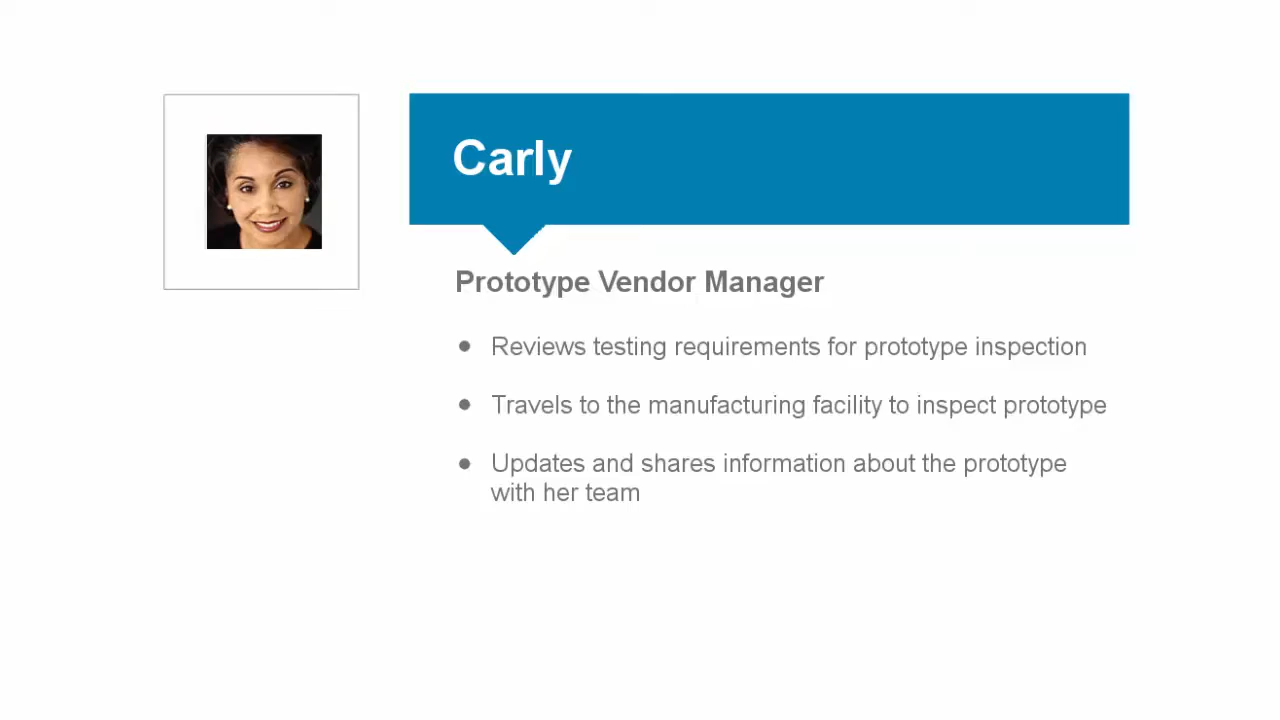 Carly
Prototype Vendor Manager
● Reviews testing requirements for prototype inspection
● Travels to the manufacturing facility to inspect prototype
● Updates and shares information about the prototype
with her team